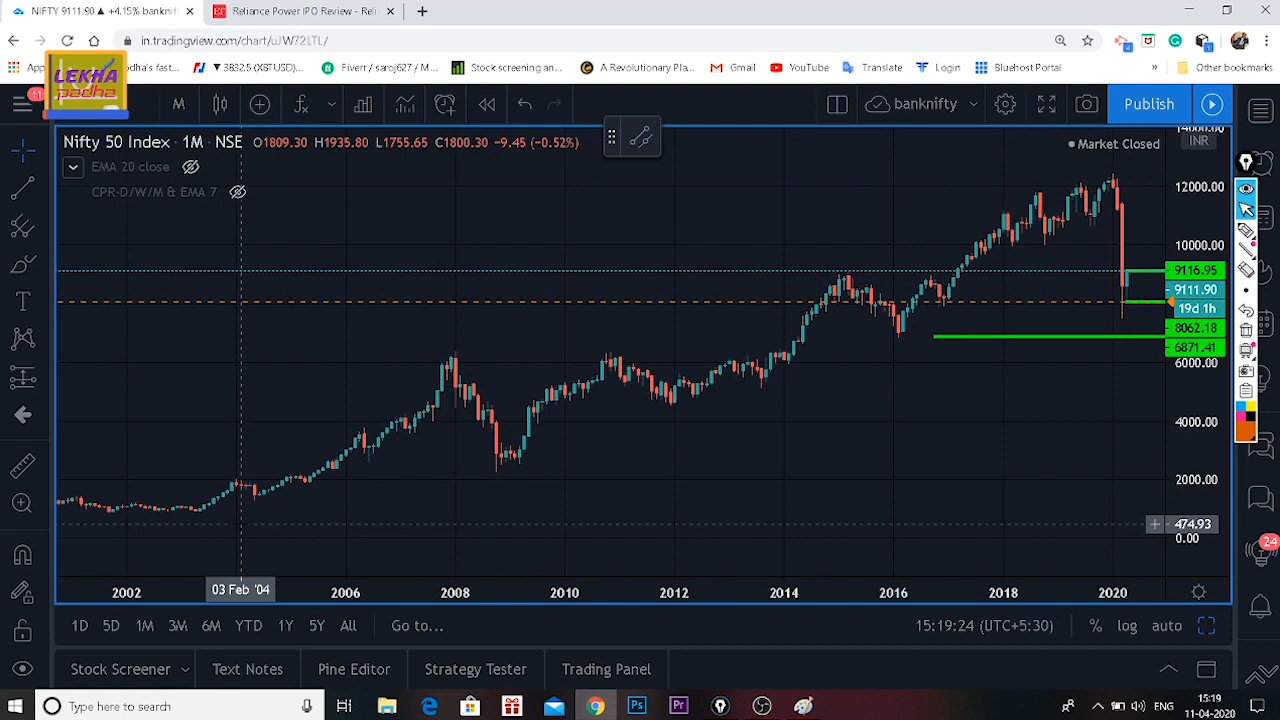 NIFTY 9111.90 ▲ +4.15% banknift
Reliance Power IPO Review - Reli
in.tradingview.com/chart/uJW72LTL/
LEKHA
padha
▼ 3832.5 (XBTUSD)...
Fiverr / saroj627 / M...
Stock screening an...
A Revolutionary Pla...
Gmail
YouTube
Translate
Login
Bluehost Portal
»
Other bookmarks
11
M
banknifty
Publish
Nifty 50 Index · 1M · NSE O1809.30 H1935.80 L1755.65 C1800.30 -9.45 (-0.52%)
Market Closed
INR
EMA 20 close
CPR-D/W/M & EMA 7
14000.00
12000.00
10000.00
9116.95
9111.90
19d 1h
8062.18
6871.41
6000.00
4000.00
2000.00
474.93
0.00
2002 03 Feb '04 2006 2008 2010 2012 2014 2016 2018 2020
1D 5D 1M 3M 6M YTD 1Y 5Y All Go to... 15:19:24 (UTC+5:30) % log auto
24
Stock Screener Text Notes Pine Editor Strategy Tester Trading Panel
Type here to search
ENG
15:19
11-04-2020